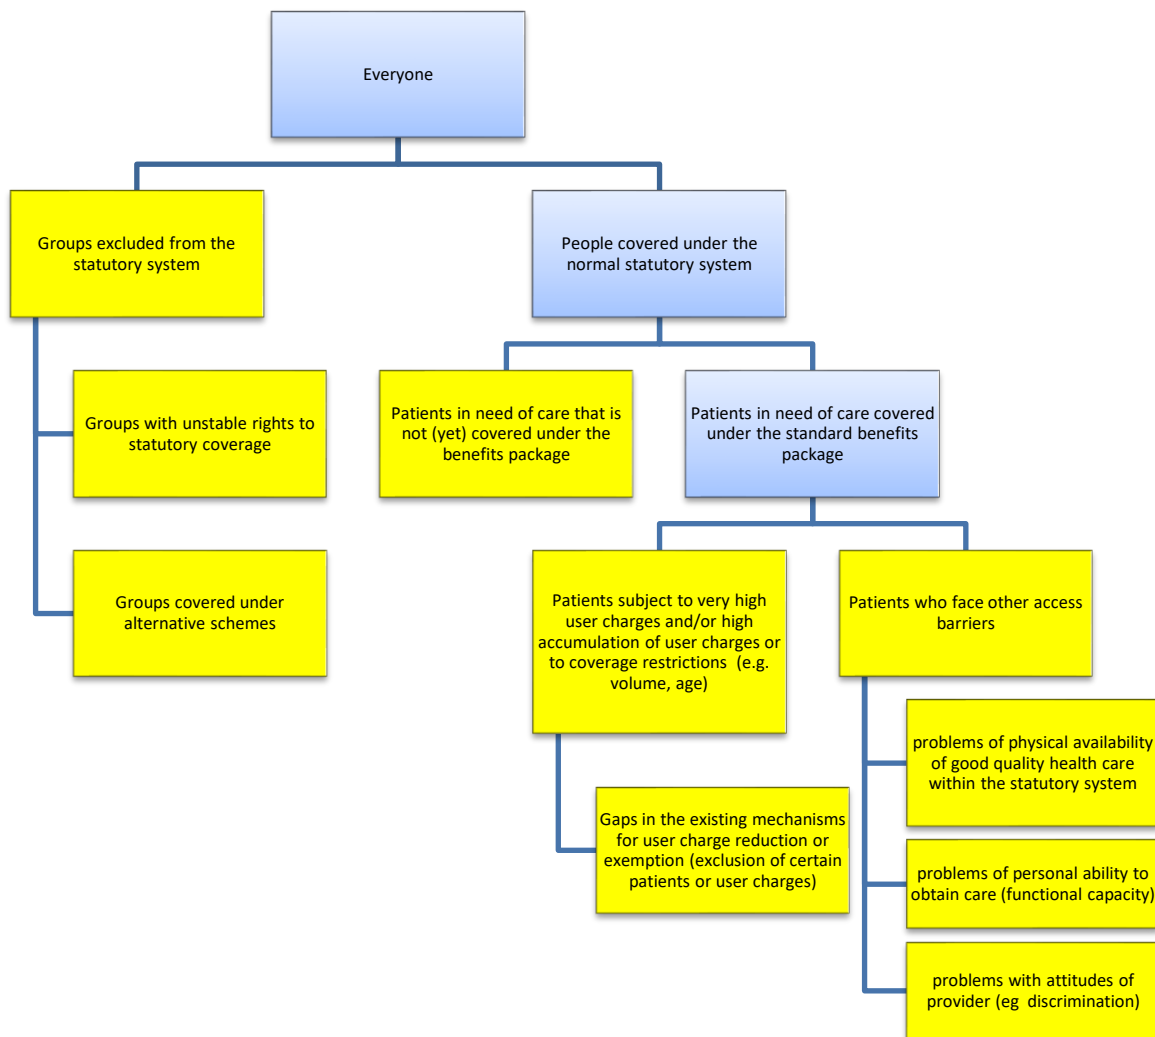 Everyone
Groups excluded from the
statutory system
People covered under the
normal statutory system
Groups with unstable rights to
statutory coverage
Patients in need of care that is
not (yet) covered under the
benefits package
Patients in need of care covered
under the standard benefits
package
Groups covered under
alternative schemes
Patients subject to very high
user charges and/or high
accumulation of user charges or
to coverage restrictions (e.g.
volume, age)
Patients who face other access
barriers
Gaps in the existing mechanisms
for user charge reduction or
exemption (exclusion of certain
patients or user charges)
problems of physical availability
of good quality health care
within the statutory system
problems of personal ability to
obtain care (functional capacity)
problems with attitudes of
provider (eg discrimination)